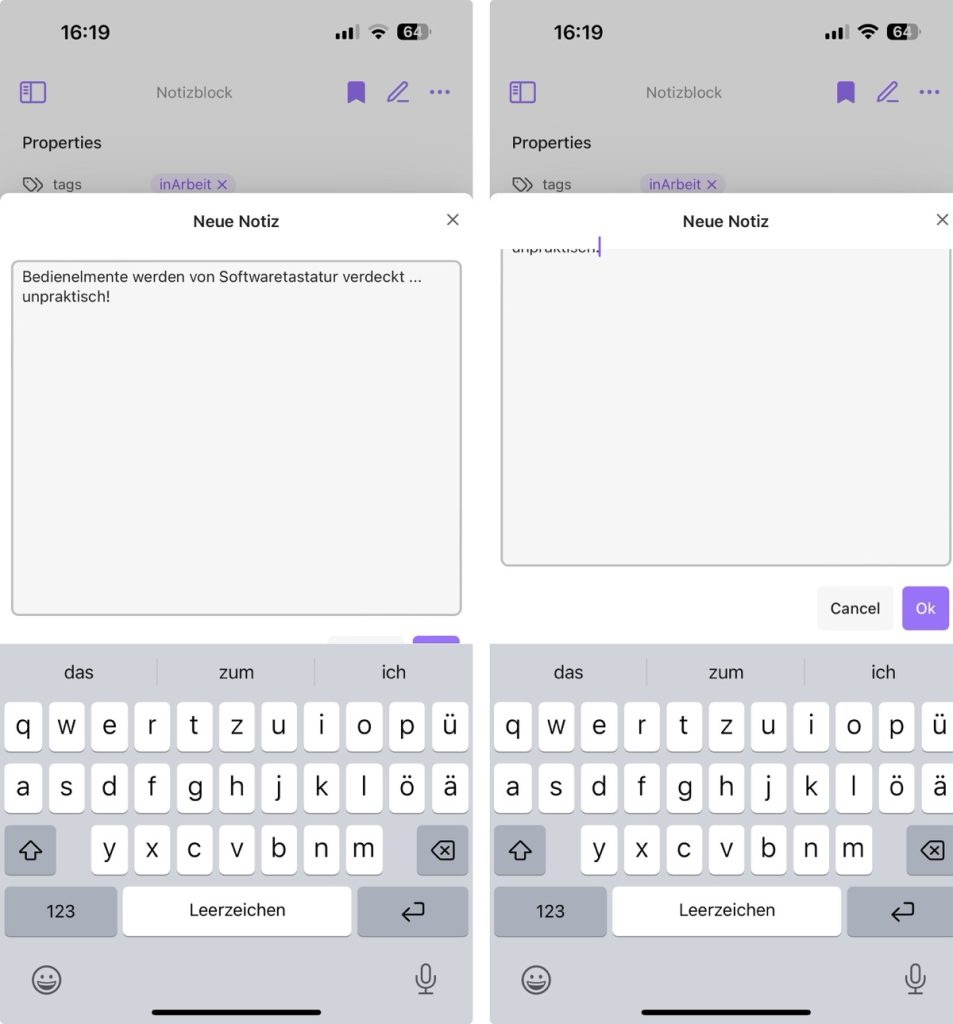 16:19
64
Notizblock
Properties
tags
inArbeit
Neue Notiz
Bedienelmente werden von Softwaretastatur verdeckt ...
unpraktisch!
das zum ich
q w e r t z u i o p ü
a s d f g h j k l ö ä
y x c v b n m
123 Leerzeichen
16:19
64
Notizblock
Properties
tags
inArbeit
Neue Notiz
unpraktisch!
Cancel Ok
das zum ich
q w e r t z u i o p ü
a s d f g h j k l ö ä
y x c v b n m
123 Leerzeichen